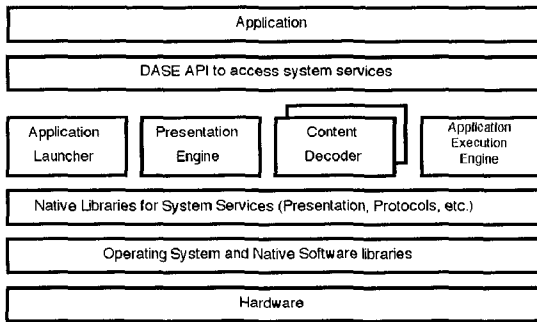 Application
DASE API to access system services
Application
Launcher
Presentation
Engine
Content
Decoder
Application
Execution
Engine
Native Libraries for System Services (Presentation, Protocols, etc.)
Operating System and Native Software libraries
Hardware